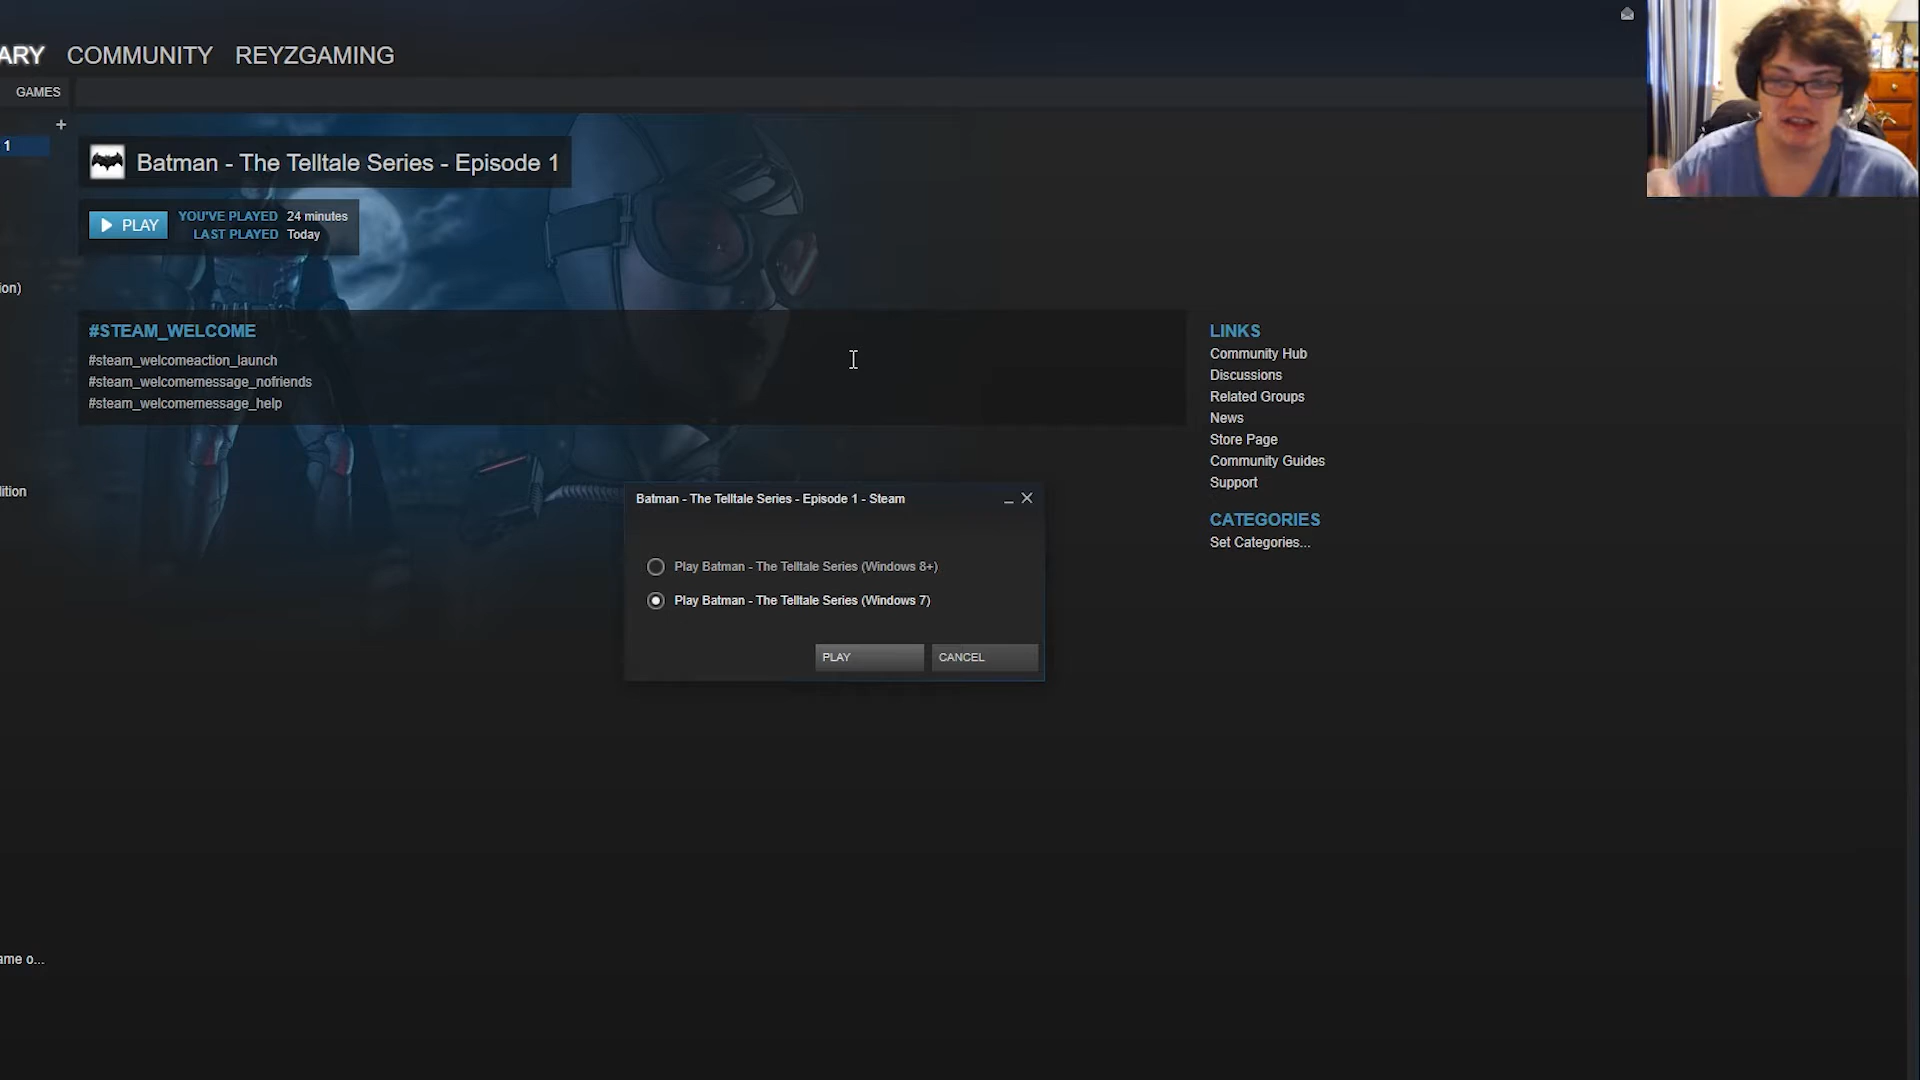 ARY COMMUNITY REYZGAMING
GAMES
+
1
Batman - The Telltale Series - Episode 1
PLAY
YOU'VE PLAYED 24 minutes
LAST PLAYED Today
ion)
#STEAM_WELCOME
#steam_welcomeaction_launch
#steam_welcomemessage_nofriends
#steam_welcomemessage_help
LINKS
Community Hub
Discussions
Related Groups
News
Store Page
Community Guides
Support
CATEGORIES
Set Categories...
lition
Batman - The Telltale Series - Episode 1 - Steam
Play Batman - The Telltale Series (Windows 8+)
Play Batman - The Telltale Series (Windows 7)
PLAY CANCEL
ame o...